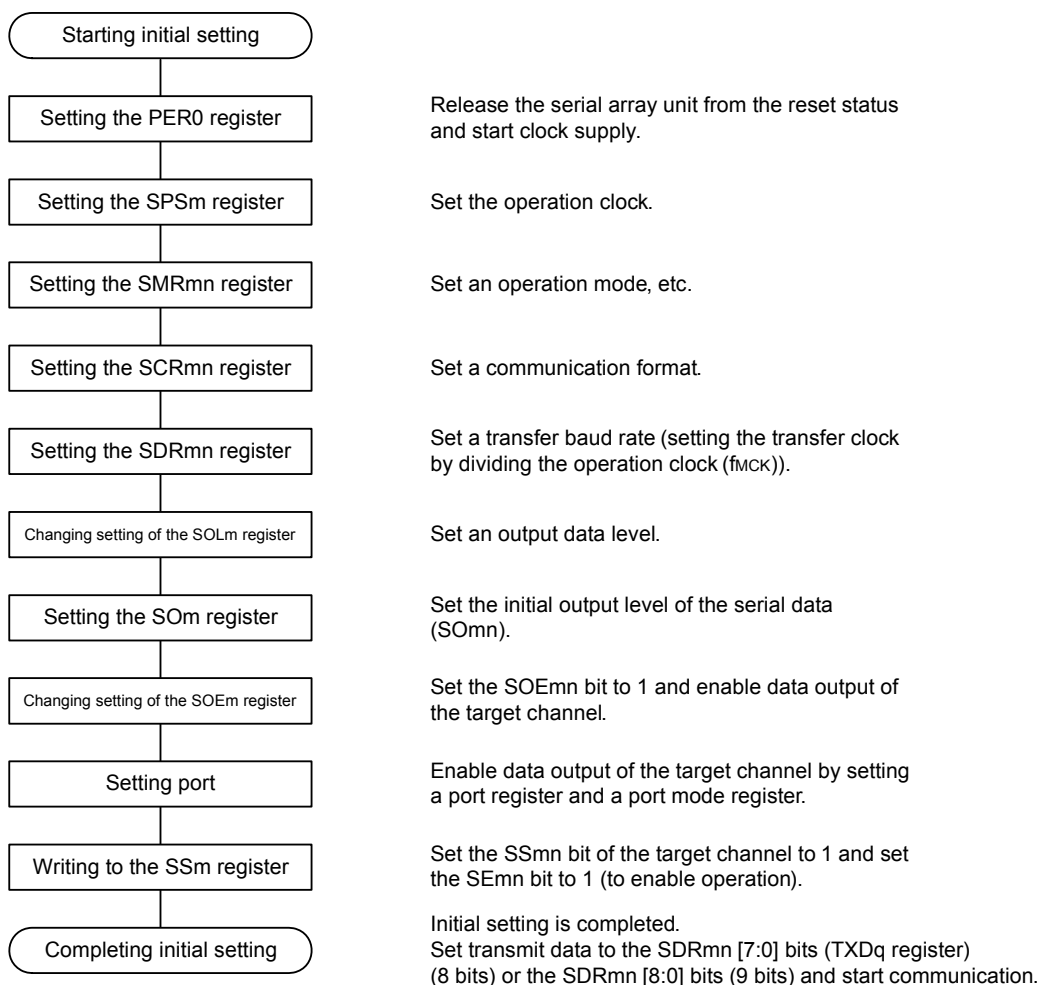 Starting initial setting
Setting the PER0 register
Release the serial array unit from the reset status
and start clock supply.
Setting the SPSm register
Set the operation clock.
Setting the SMRmn register
Set an operation mode, etc.
Setting the SCRmn register
Set a communication format.
Setting the SDRmn register
Set a transfer baud rate (setting the transfer clock
by dividing the operation clock (fMCK)).
Changing setting of the SOLm register
Set an output data level.
Setting the SOm register
Set the initial output level of the serial data
(SOmn).
Changing setting of the SOEm register
Set the SOEmn bit to 1 and enable data output of
the target channel.
Setting port
Enable data output of the target channel by setting
a port register and a port mode register.
Writing to the SSm register
Set the SSmn bit of the target channel to 1 and set
the SEmn bit to 1 (to enable operation).
Completing initial setting
Initial setting is completed.
Set transmit data to the SDRmn [7:0] bits (TXDq register)
(8 bits) or the SDRmn [8:0] bits (9 bits) and start communication.